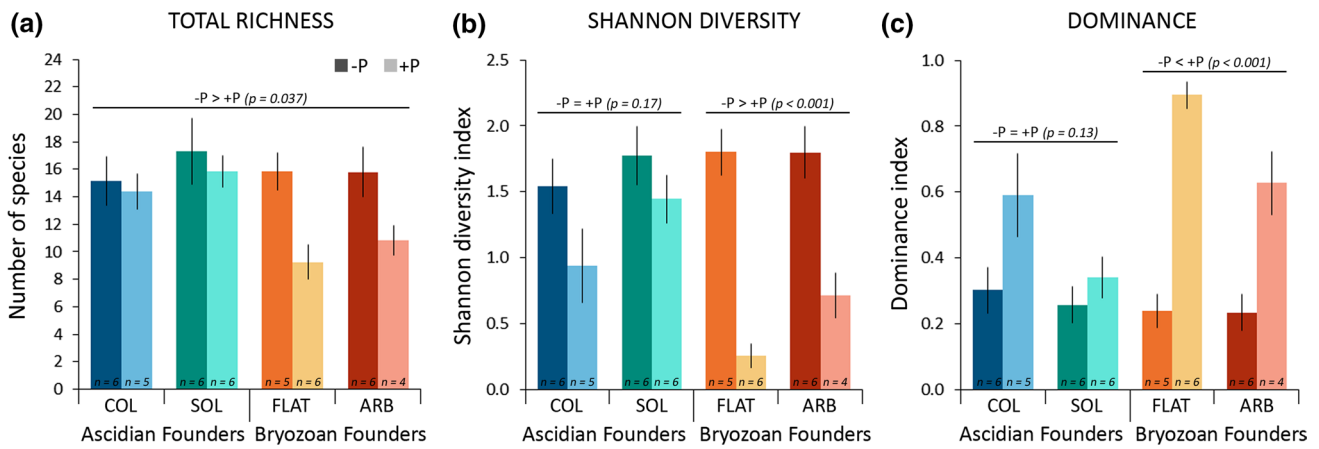 (a) TOTAL RICHNESS
Number of species
24
22
20
18
16
14
12
10
8
6
4
2
0
-P +P
-P > +P (p = 0.037)
n = 6 n = 5 n = 6 n = 6 n = 5 n = 6 n = 6 n = 4
COL SOL FLAT ARB
Ascidian Founders Bryozoan Founders
(b) SHANNON DIVERSITY
Shannon diversity index
2.5
2.0
1.5
1.0
0.5
0.0
-P = +P (p = 0.17) -P > +P (p < 0.001)
n = 6 n = 5 n = 6 n = 6 n = 5 n = 6 n = 6 n = 4
COL SOL FLAT ARB
Ascidian Founders Bryozoan Founders
(c) DOMINANCE
Dominance index
1.0
0.8
0.6
0.4
0.2
0.0
-P < +P (p < 0.001)
-P = +P (p = 0.13)
n = 6 n = 5 n = 6 n = 6 n = 5 n = 6 n = 6 n = 4
COL SOL FLAT ARB
Ascidian Founders Bryozoan Founders